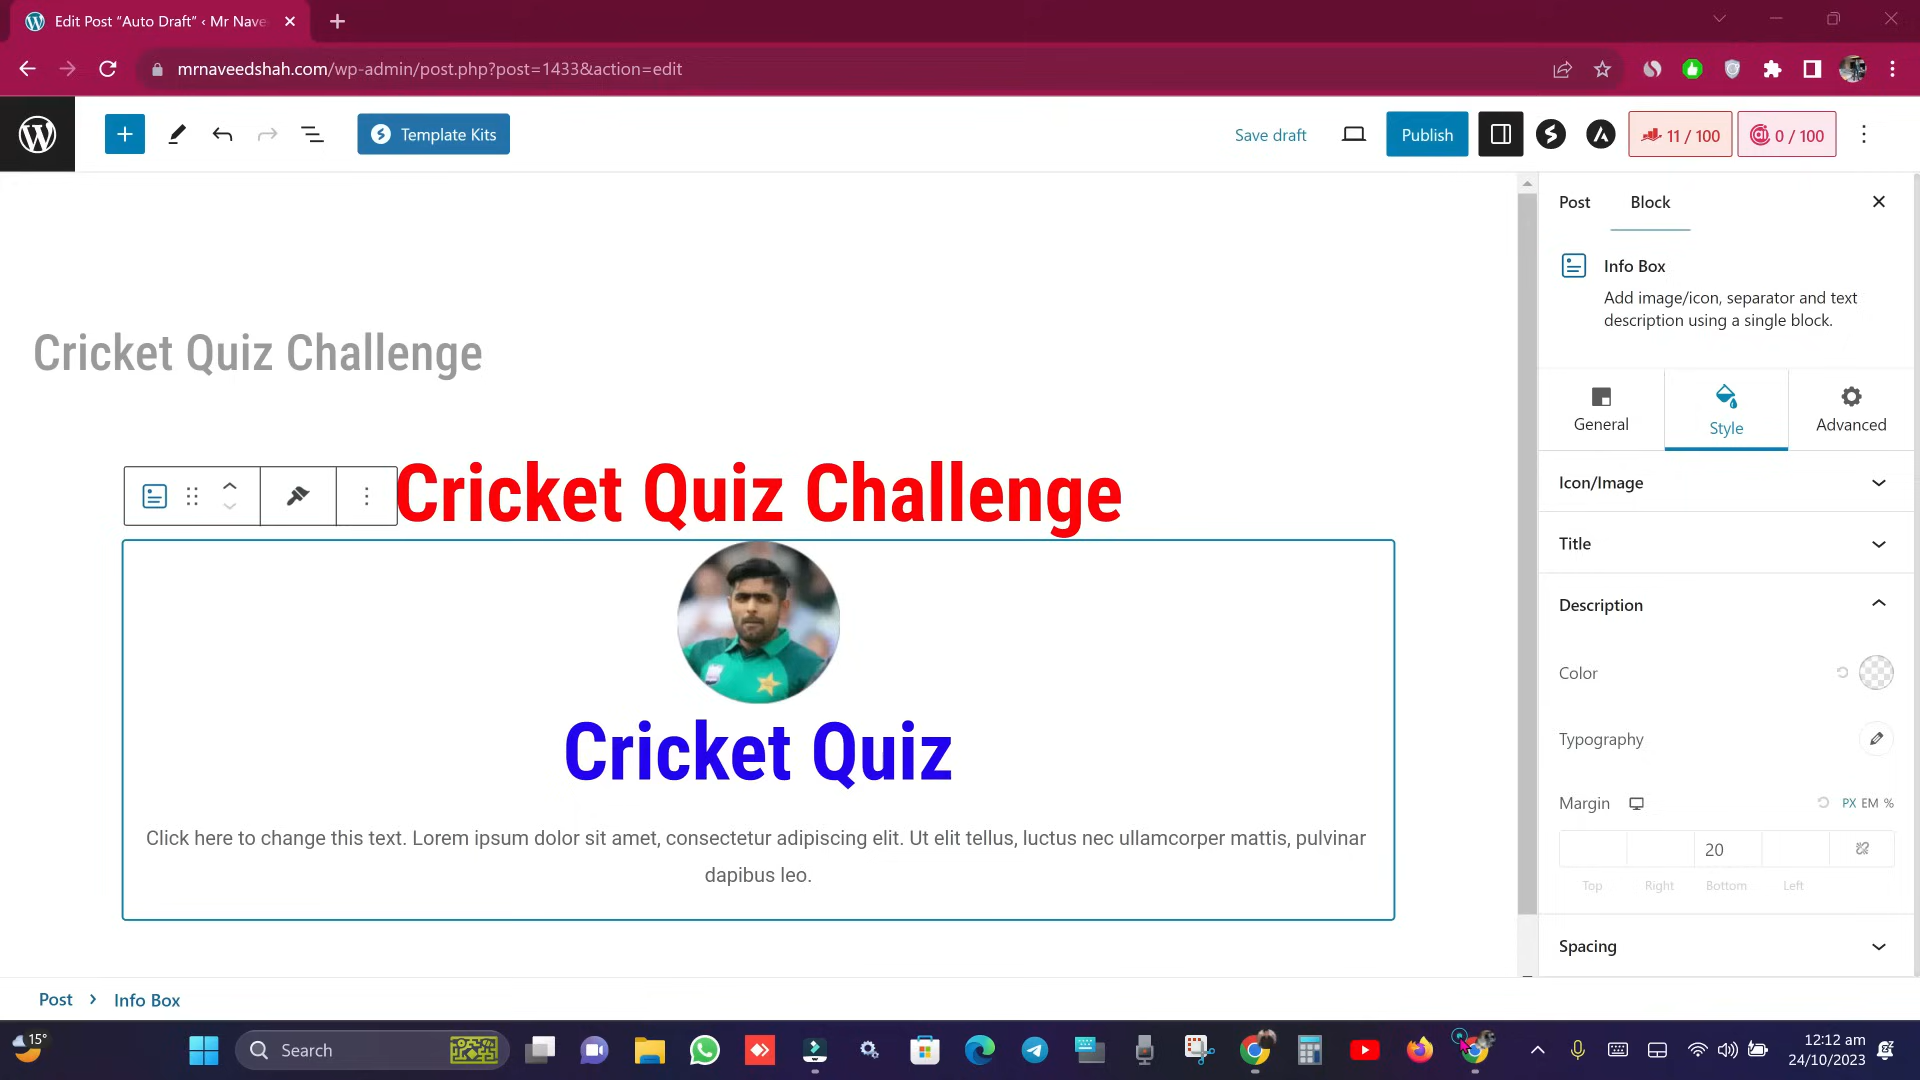 Edit Post “Auto Draft” ‹ Mr Nave
mrnaveedshah.com/wp-admin/post.php?post=1433&action=edit
Template Kits
Save draft
Publish
11 / 100
0 / 100
Post
Block
Info Box
Add image/icon, separator and text
description using a single block.
General
Style
Advanced
Icon/Image
Title
Description
Color
Typography
Margin
PX EM %
20
Top
Right
Bottom
Left
Spacing
Cricket Quiz Challenge
Cricket Quiz Challenge
Cricket Quiz
Click here to change this text. Lorem ipsum dolor sit amet, consectetur adipiscing elit. Ut elit tellus, luctus nec ullamcorper mattis, pulvinar
dapibus leo.
Post
Info Box
15°
Search
12:12 am
24/10/2023